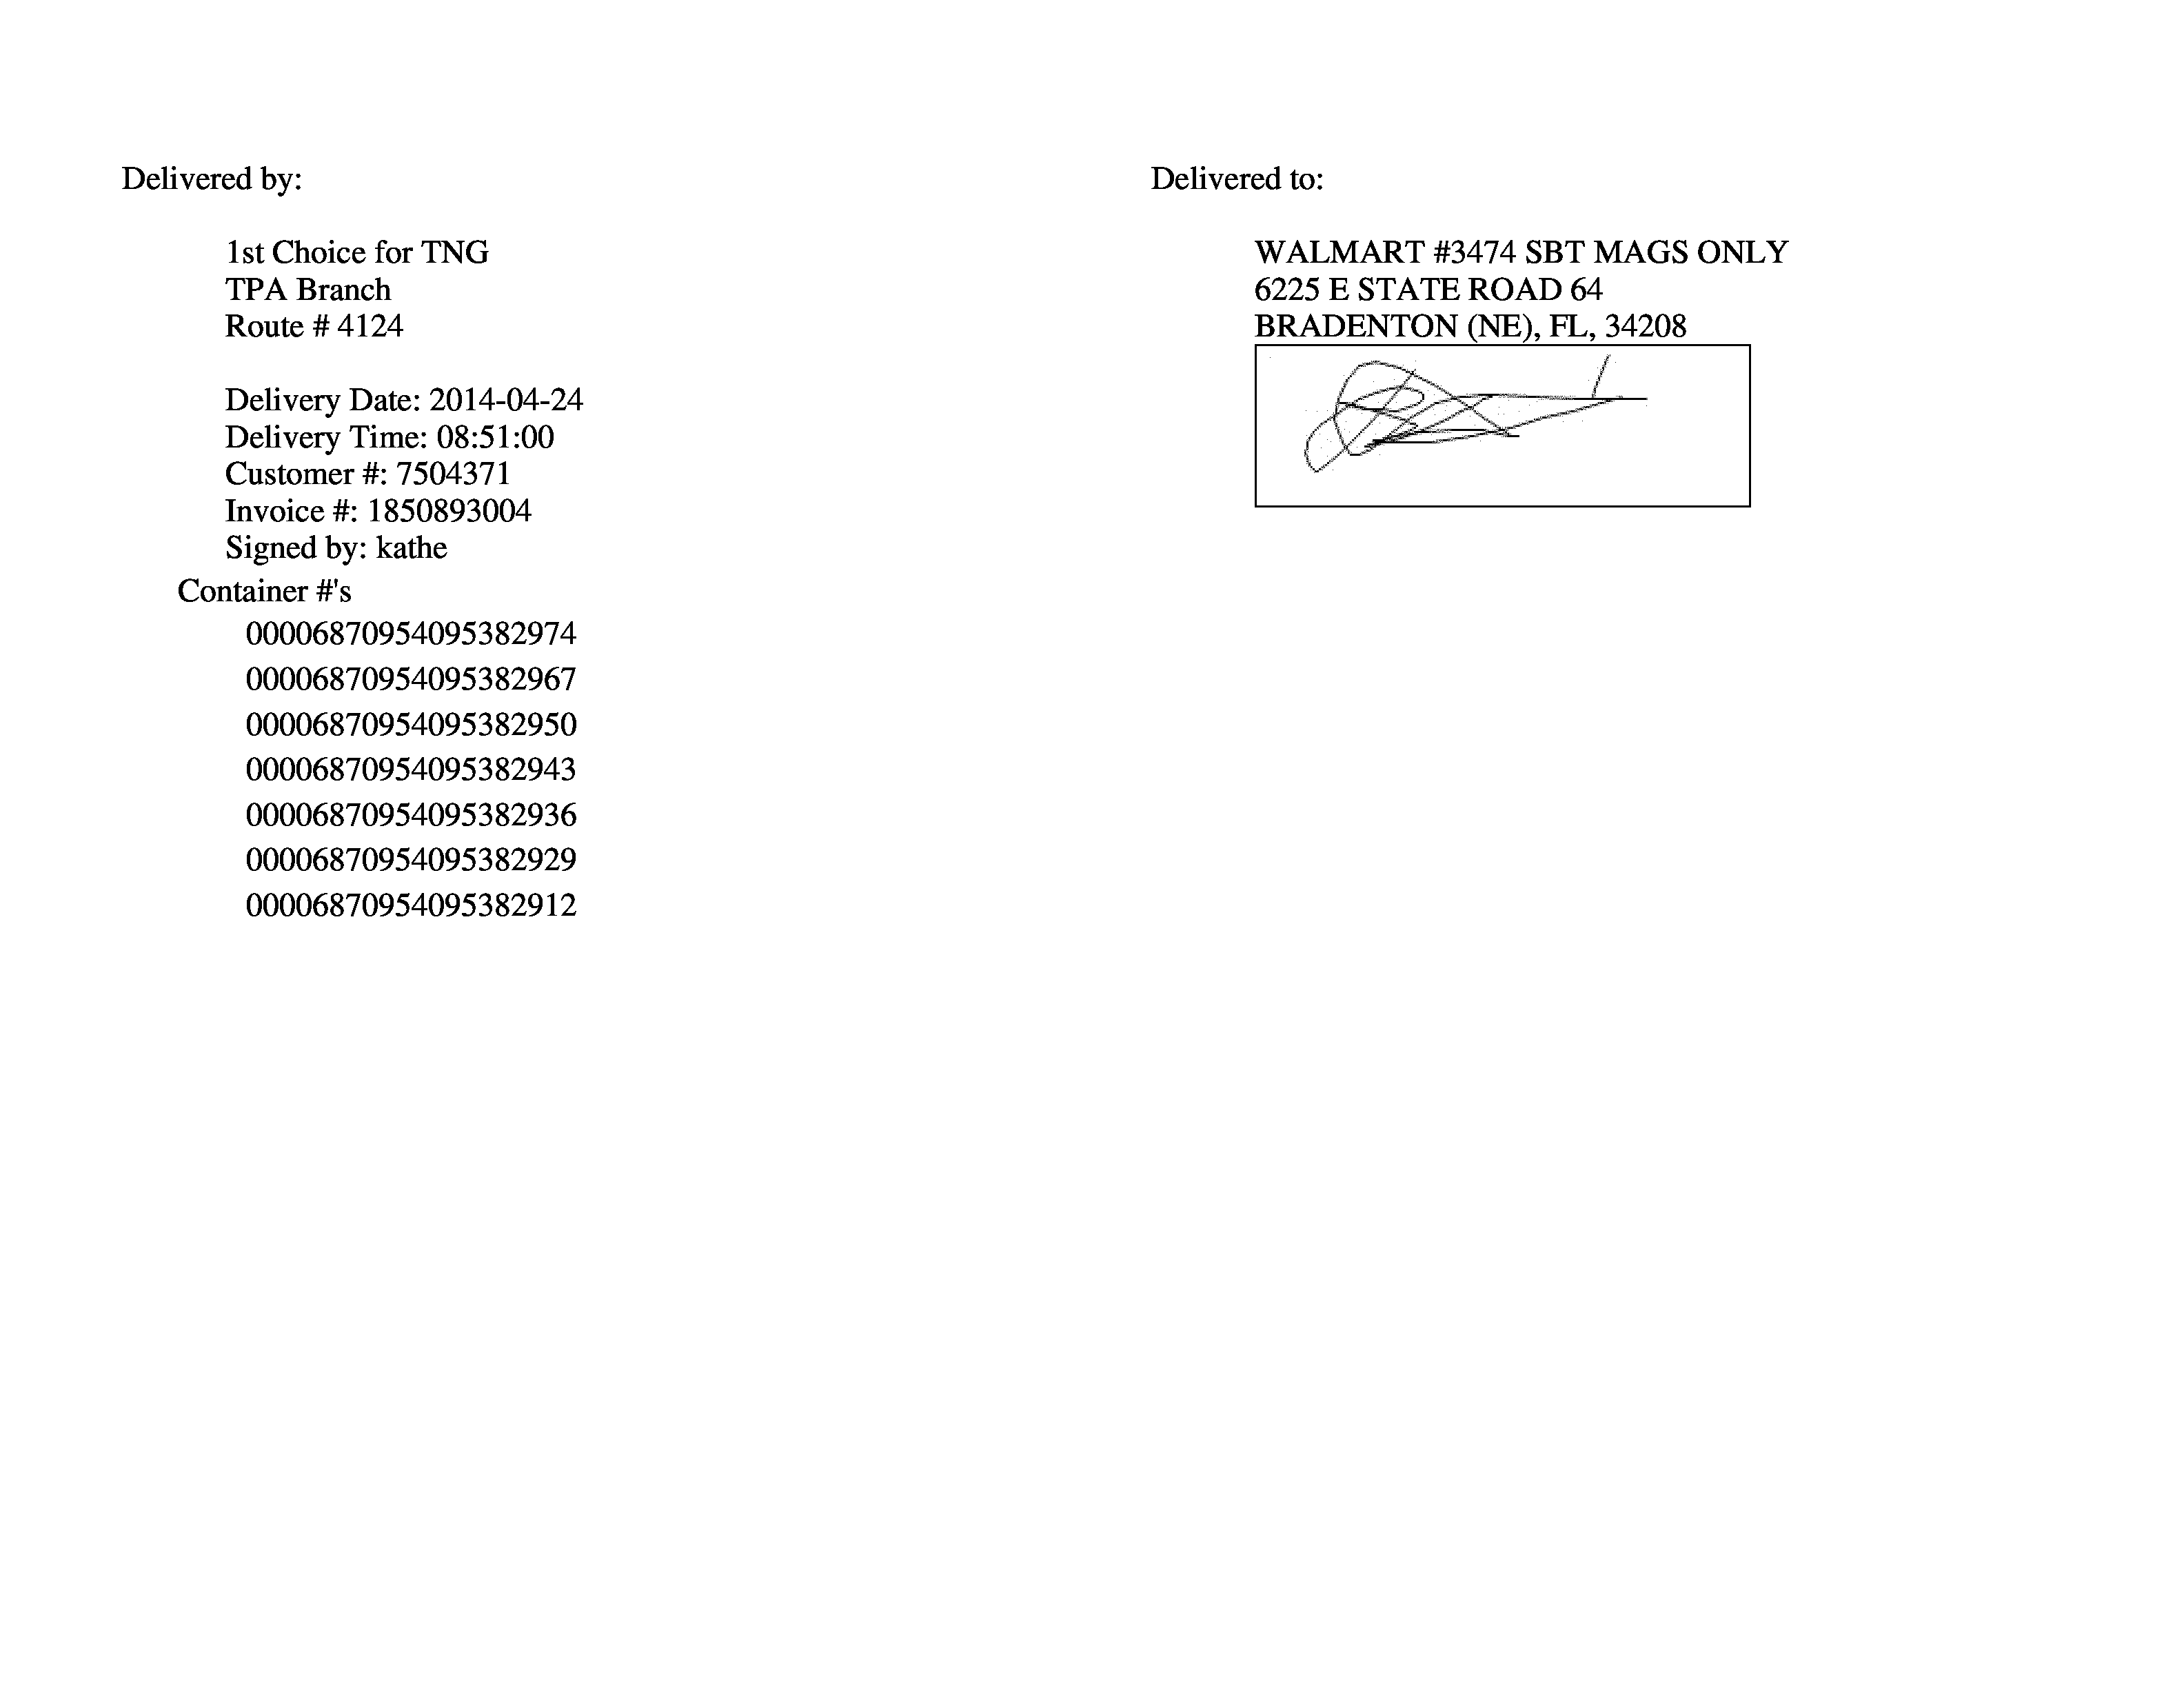 Delivered by:
1st Choice for TNG
TPA Branch
Route # 4124
Delivery Date: 2014-04-24
Delivery Time: 08:51:00
Customer #: 7504371
Invoice #: 1850893004
Signed by: kathe
Container #'s
00006870954095382974
00006870954095382967
00006870954095382950
00006870954095382943
00006870954095382936
00006870954095382929
00006870954095382912
Delivered to:
WALMART #3474 SBT MAGS ONLY
6225 E STATE ROAD 64
BRADENTON (NE), FL, 34208